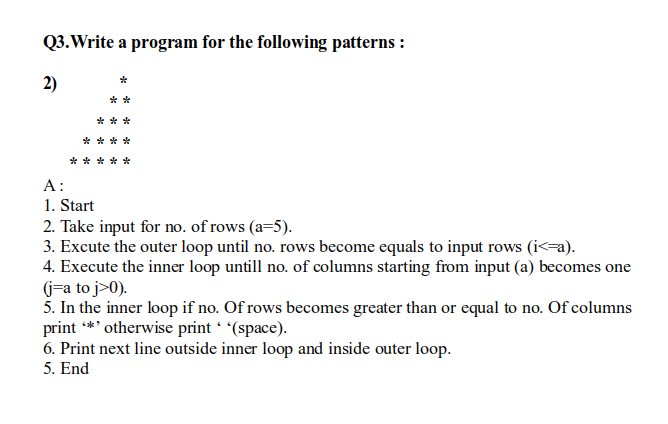 Q3.Write a program for the following patterns :
2) *
* *
* * *
* * * *
* * * * *
A :
1. Start
2. Take input for no. of rows (a=5).
3. Excute the outer loop until no. rows become equals to input rows (i<=a).
4. Execute the inner loop untill no. of columns starting from input (a) becomes one
(j=a to j>0).
5. In the inner loop if no. Of rows becomes greater than or equal to no. Of columns
print ‘*’ otherwise print ‘ ‘(space).
6. Print next line outside inner loop and inside outer loop.
5. End